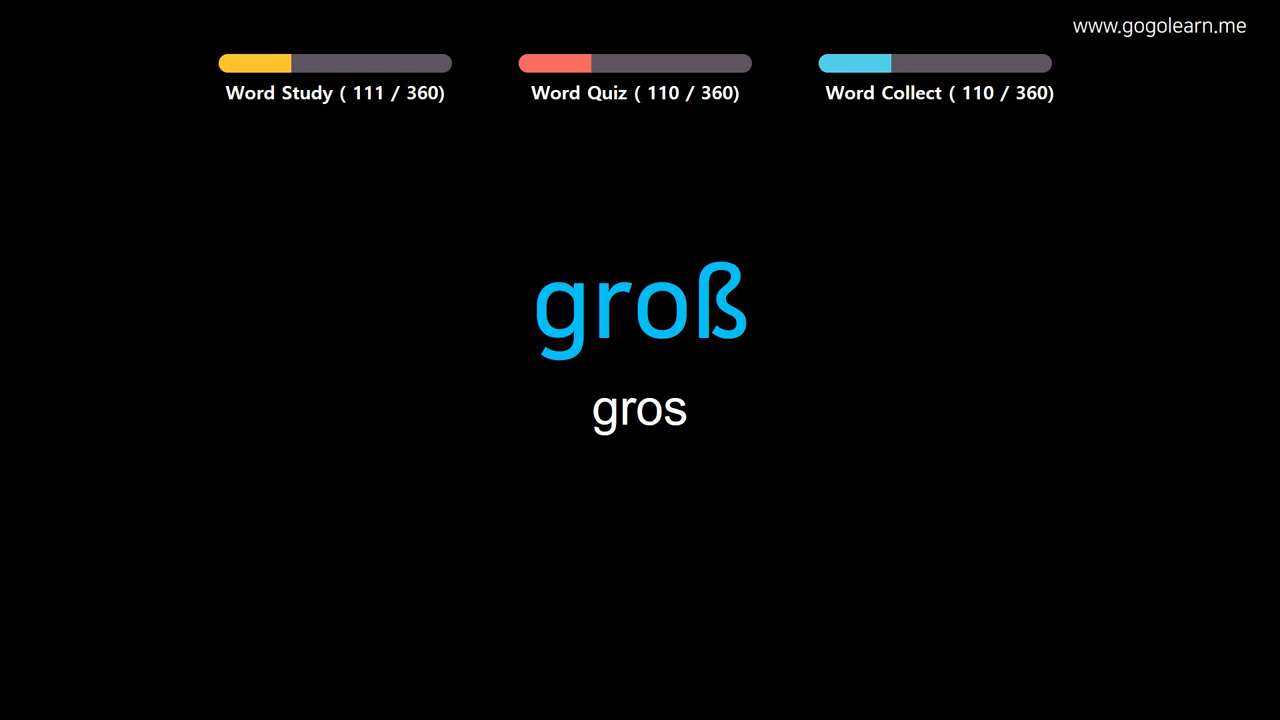 www.gogolearn.me
Word Study ( 111 / 360)
Word Quiz ( 110 / 360)
Word Collect ( 110 / 360)
groß
gros